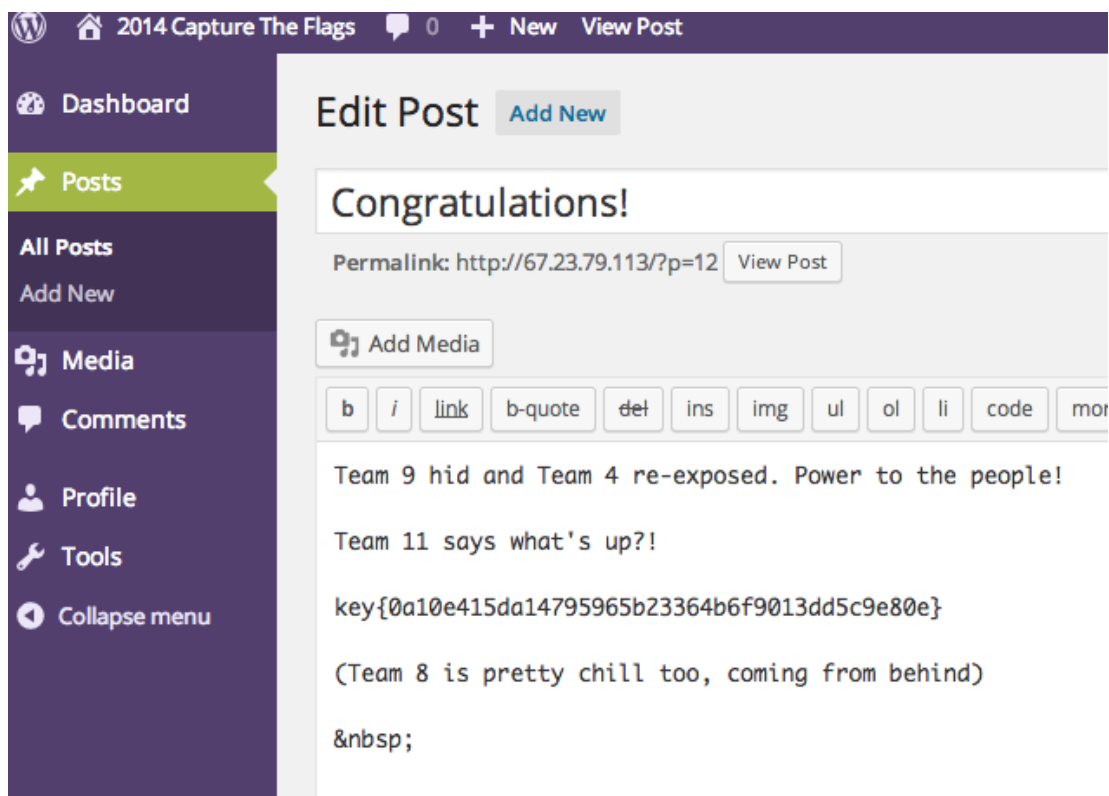 2014 Capture The Flags 0 + New View Post
Dashboard
Posts
All Posts
Add New
Media
Comments
Profile
Tools
Collapse menu
Edit Post Add New
Congratulations!
Permalink: http://67.23.79.113/?p=12 View Post
Add Media
b i link b-quote del ins img ul ol li code mor
Team 9 hid and Team 4 re-exposed. Power to the people!
Team 11 says what's up?!
key{0a10e415da14795965b23364b6f9013dd5c9e80e}
(Team 8 is pretty chill too, coming from behind)
&nbsp;